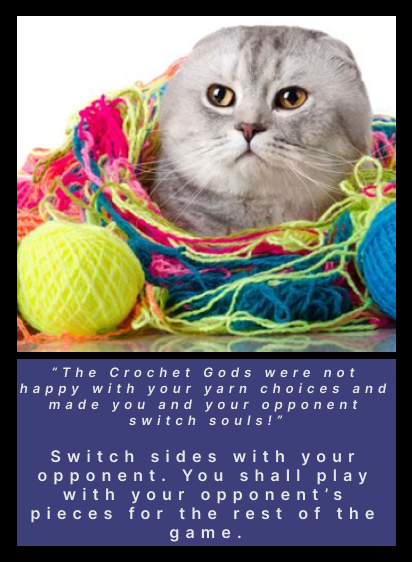 “The Crochet Gods were not
happy with your yarn choices and
made you and your opponent
switch souls!”
Switch sides with your
opponent. You shall play
with your opponent’s
pieces for the rest of the
game.